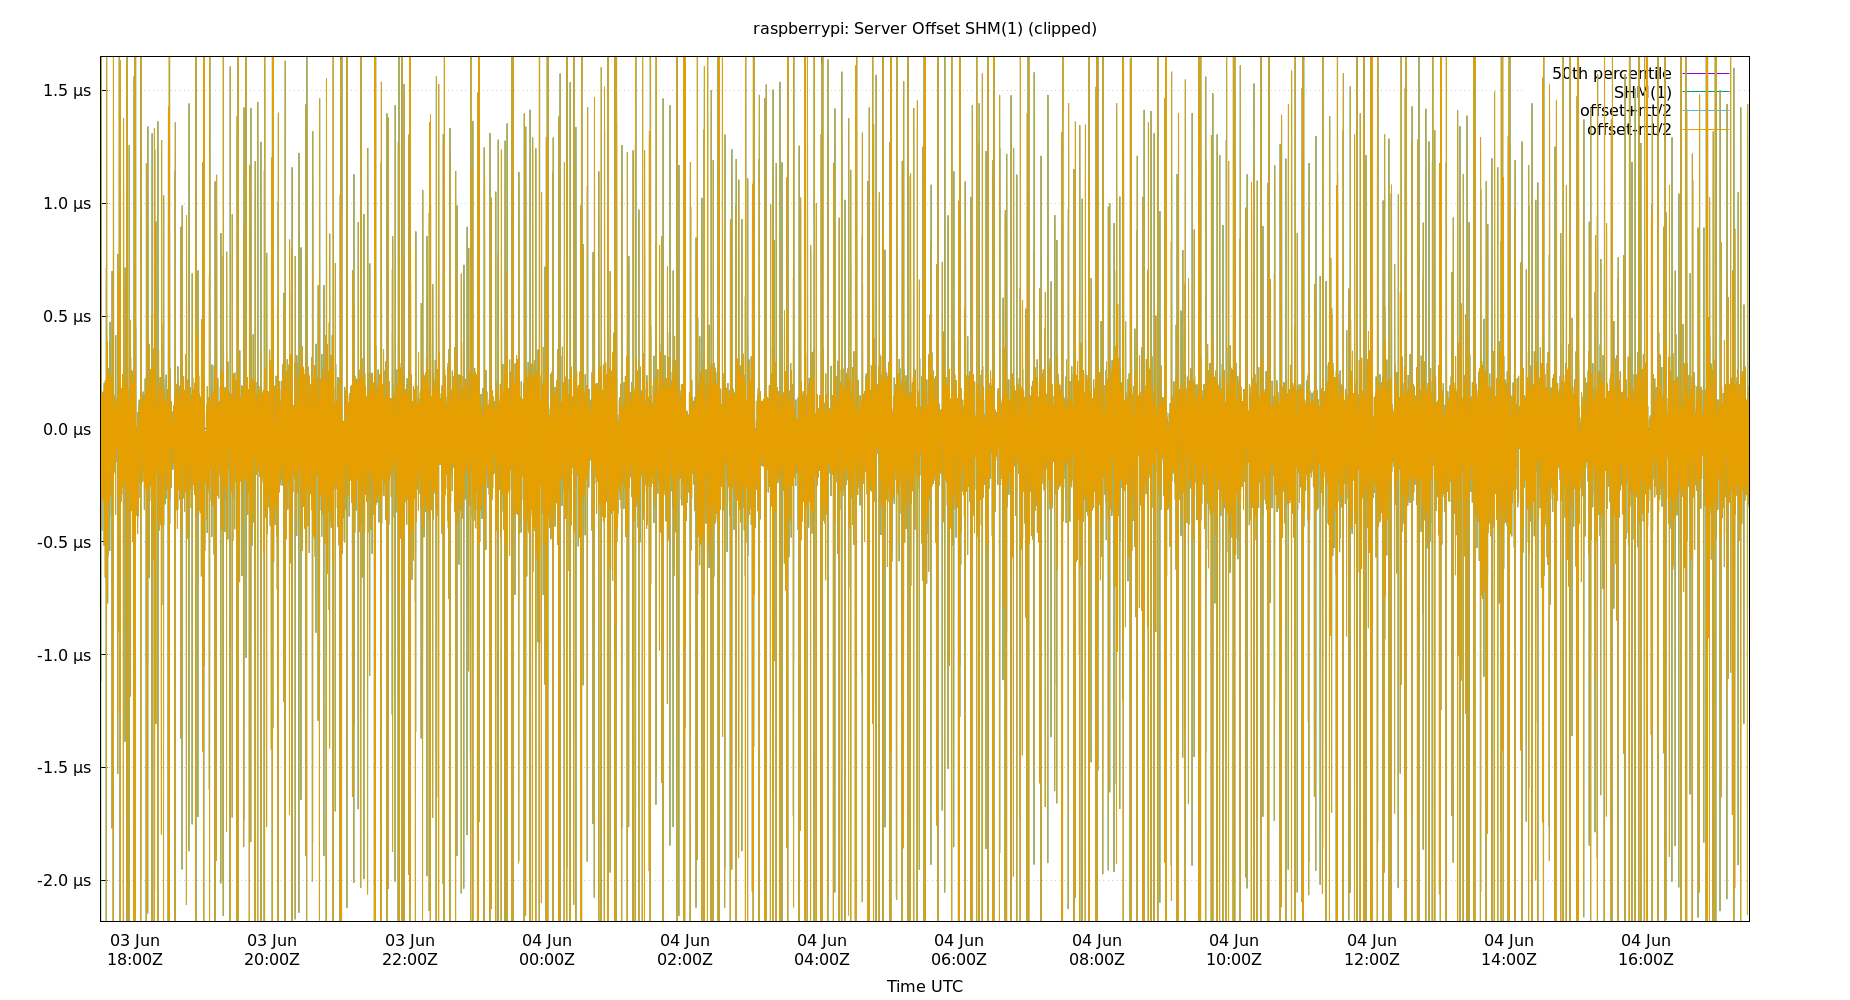 raspberrypi: Server Offset SHM(1) (clipped)
50th percentile
SHM(1)
offset+rtt/2
offset-rtt/2
1.5 µs
1.0 µs
0.5 µs
0.0 µs
-0.5 µs
-1.0 µs
-1.5 µs
-2.0 µs
03 Jun 03 Jun 03 Jun 04 Jun 04 Jun 04 Jun 04 Jun 04 Jun 04 Jun 04 Jun 04 Jun 04 Jun
18:00Z 20:00Z 22:00Z 00:00Z 02:00Z 04:00Z 06:00Z 08:00Z 10:00Z 12:00Z 14:00Z 16:00Z
Time UTC